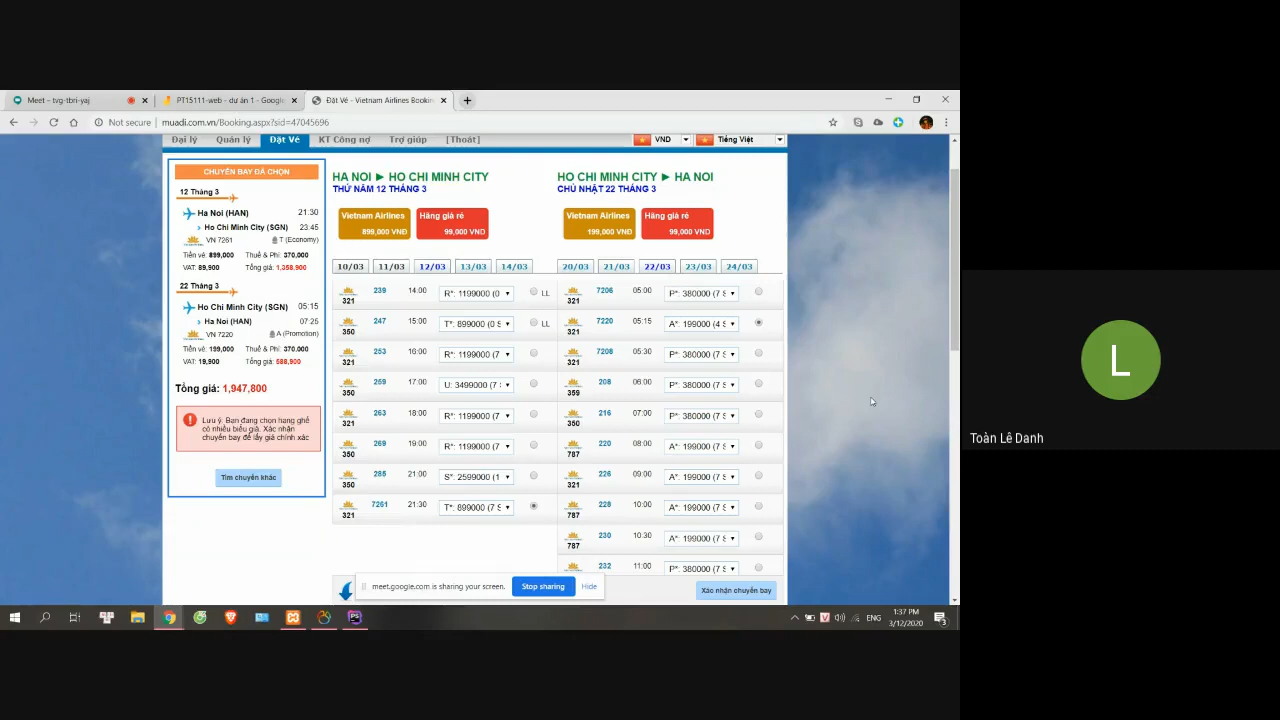 Meet – tvg-tbri-yaj
PT15111-web - dự án 1 - Google
Đặt Vé - Vietnam Airlines Bookin
Not secure | muadi.com.vn/Booking.aspx?sid=47045696
Đại lý Quản lý Đặt Vé KT Công nợ Trợ giúp [Thoát] VND Tiếng Việt
CHUYẾN BAY ĐÃ CHỌN
12 Tháng 3
Ha Noi (HAN) 21:30
Ho Chi Minh City (SGN) 23:45
VN 7261 T (Economy)
Tiền vé: 899,000 Thuế & Phí: 370,000
VAT: 89,900 Tổng giá: 1,358,900
22 Tháng 3
Ho Chi Minh City (SGN) 05:15
Ha Noi (HAN) 07:25
VN 7220 A (Promotion)
Tiền vé: 199,000 Thuế & Phí: 370,000
VAT: 19,900 Tổng giá: 588,900
Tổng giá: 1,947,800
Lưu ý: Bạn đang chọn hạng ghế
có nhiều biểu giá. Xác nhận
chuyến bay để lấy giá chính xác
Tìm chuyến khác
HA NOI ► HO CHI MINH CITY
THỨ NĂM 12 THÁNG 3
Vietnam Airlines
899,000 VNĐ
Hãng giá rẻ
99,000 VND
10/03 11/03 12/03 13/03 14/03
321 239 14:00 R*: 1199000 (0 LL
350 247 15:00 T*: 899000 (0 S LL
321 253 16:00 R*: 1199000 (7
350 259 17:00 U: 3499000 (7
321 263 18:00 R*: 1199000 (7
350 269 19:00 R*: 1199000 (7
321 285 21:00 S*: 2599000 (1
321 7261 21:30 T*: 899000 (7 S
HO CHI MINH CITY ► HA NOI
CHỦ NHẬT 22 THÁNG 3
Vietnam Airlines
199,000 VNĐ
Hãng giá rẻ
99,000 VND
20/03 21/03 22/03 23/03 24/03
321 7206 05:00 P*: 380000 (7 S
321 7220 05:15 A*: 199000 (4 S
321 7208 05:30 P*: 380000 (7 S
359 208 06:00 P*: 380000 (7 S
350 216 07:00 P*: 380000 (7 S
787 220 08:00 A*: 199000 (7 S
321 226 09:00 A*: 199000 (7 S
787 228 10:00 A*: 199000 (7 S
787 230 10:30 A*: 199000 (7 S
321 232 11:00 P*: 380000 (7 S
Xác nhận chuyến bay
meet.google.com is sharing your screen. Stop sharing Hide
ENG
1:37 PM
3/12/2020
L
Toàn Lê Danh